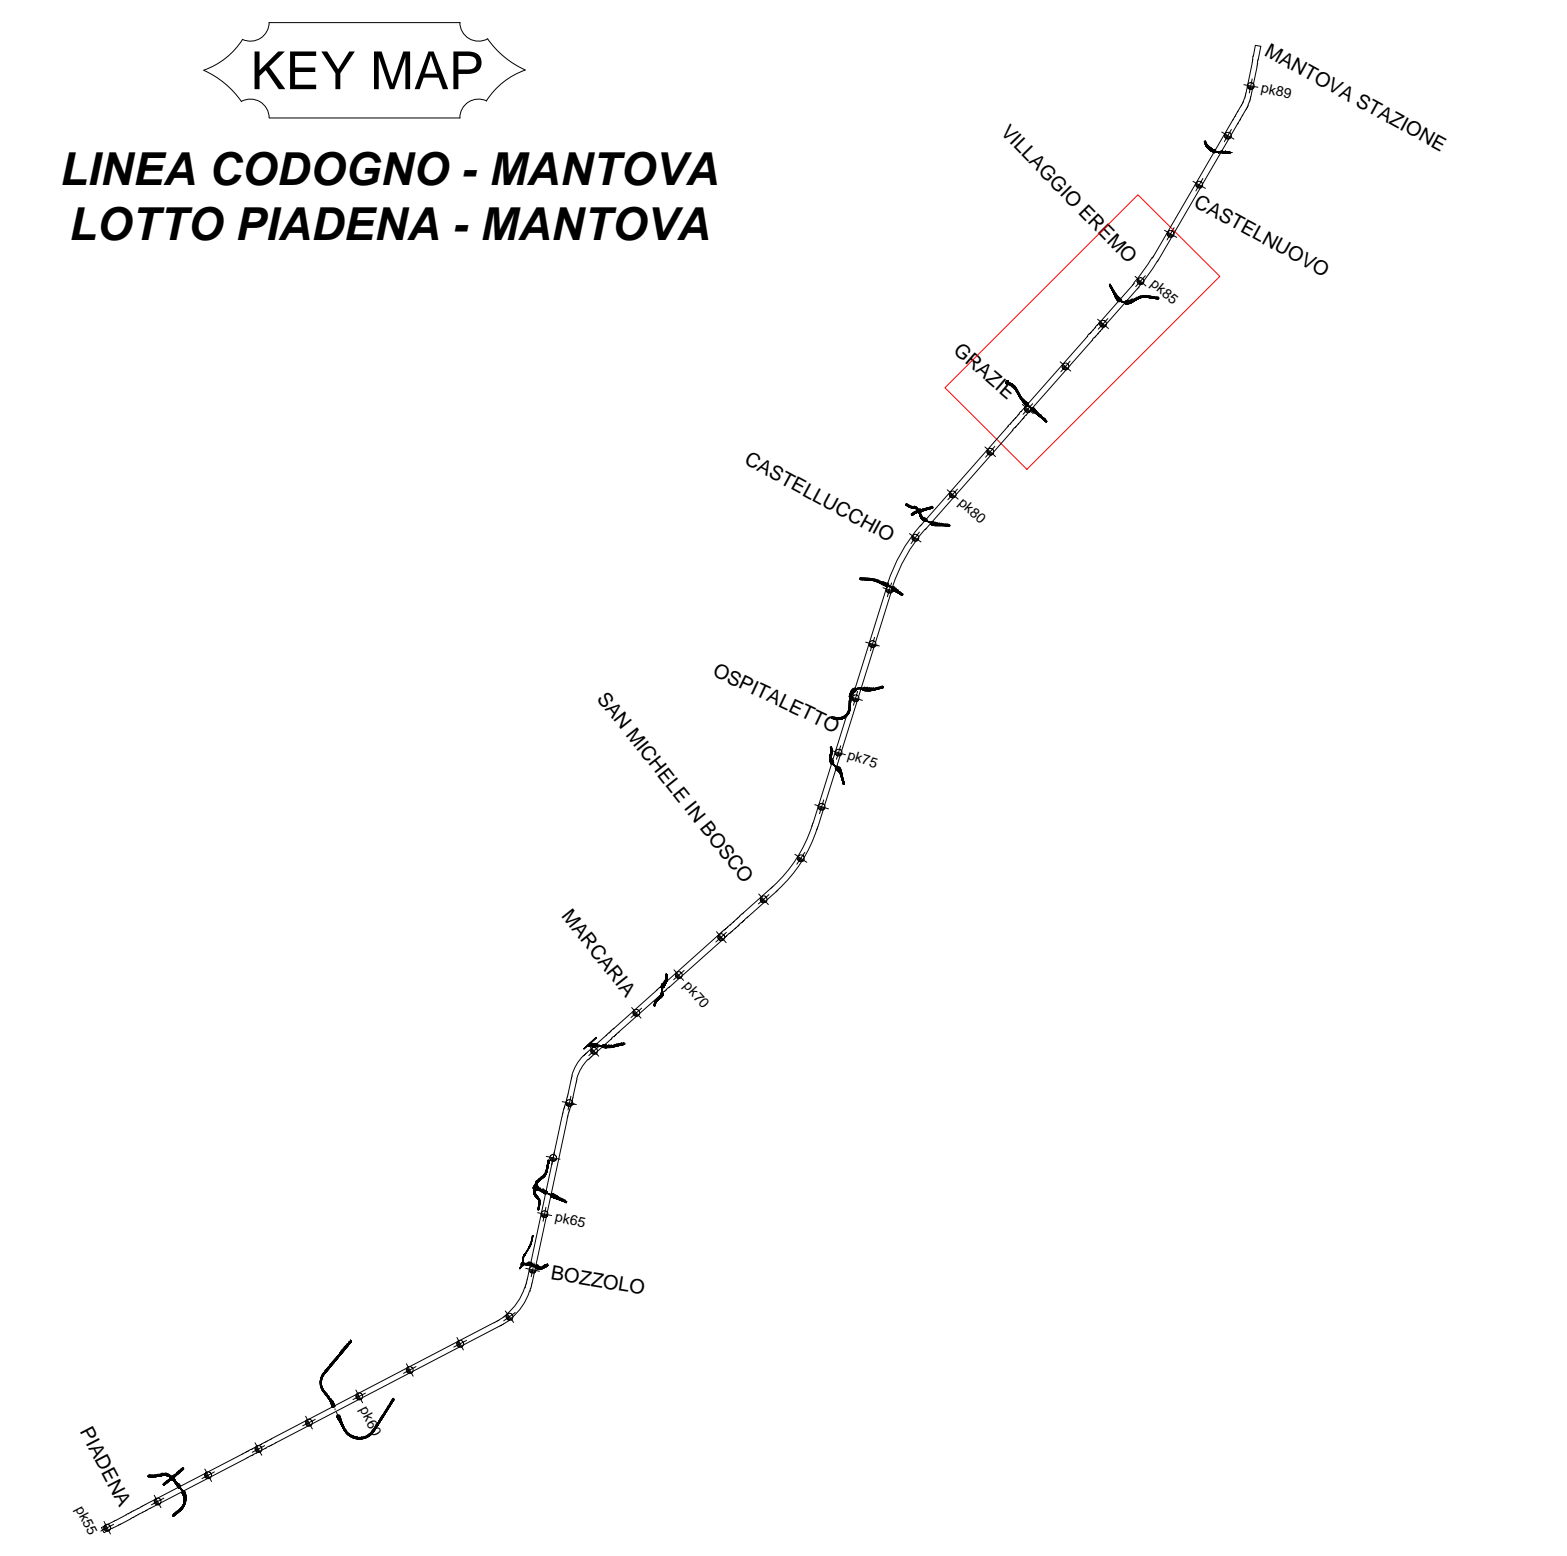 KEY MAP
LINEA CODOGNO - MANTOVA
LOTTO PIADENA - MANTOVA
MANTOVA STAZIONE
pk89
VILLAGGIO EREMO
CASTELNUOVO
pk85
GRAZIE
CASTELLUCCHIO
pk80
OSPITALETTO
SAN MICHELE IN BOSCO
pk75
MARCARIA
pk70
pk65
BOZZOLO
pk60
PIADENA
pk55